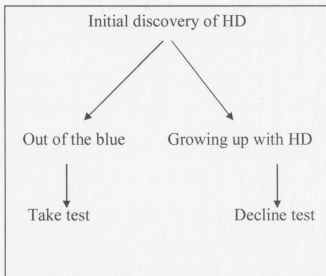 Initial discovery of HD
Out of the blue Growing up with HD
Take test Decline test